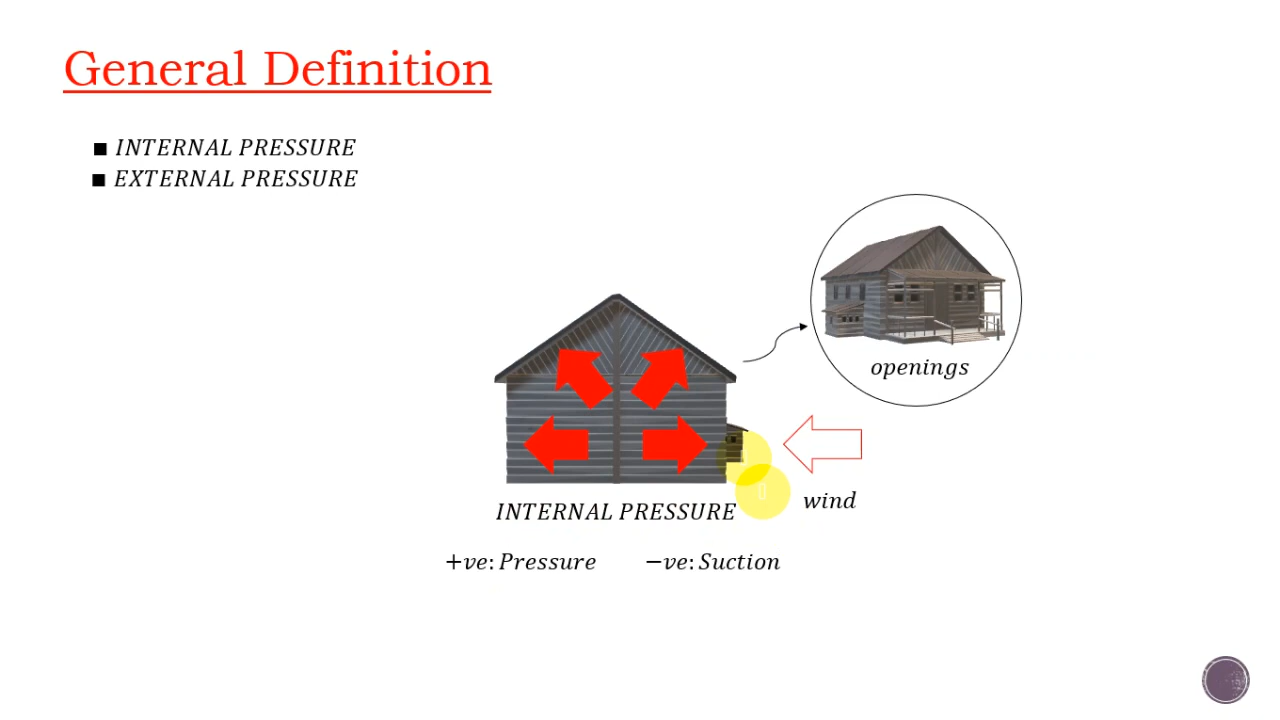 General Definition
■ INTERNAL PRESSURE
■ EXTERNAL PRESSURE
openings
wind
INTERNAL PRESSURE
+ve: Pressure −ve: Suction